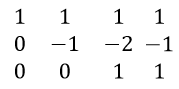 1 1 1 1
0 −1 −2 −1
0 0 1 1